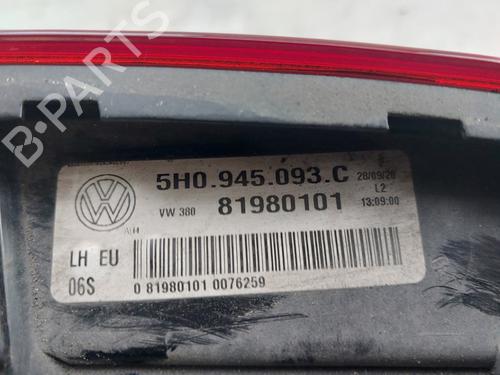 B-PARTS
5H0.945.093.C 28/09/20
L2
VW 380 81980101 13:09:00
LH EU
06S 0 81980101 0076259